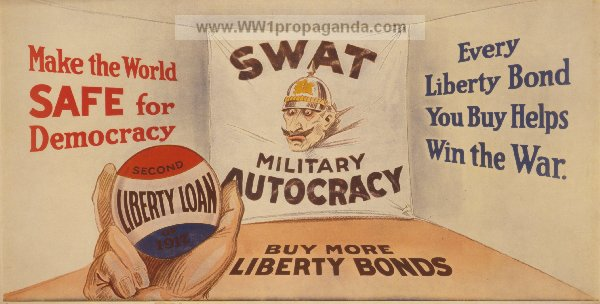 www.WW1propaganda.com
Make the World
SAFE for
Democracy
SWAT
MILITARY
AUTOCRACY
Every
Liberty Bond
You Buy Helps
Win the War.
SECOND
LIBERTY LOAN
OF
1917
BUY MORE
LIBERTY BONDS